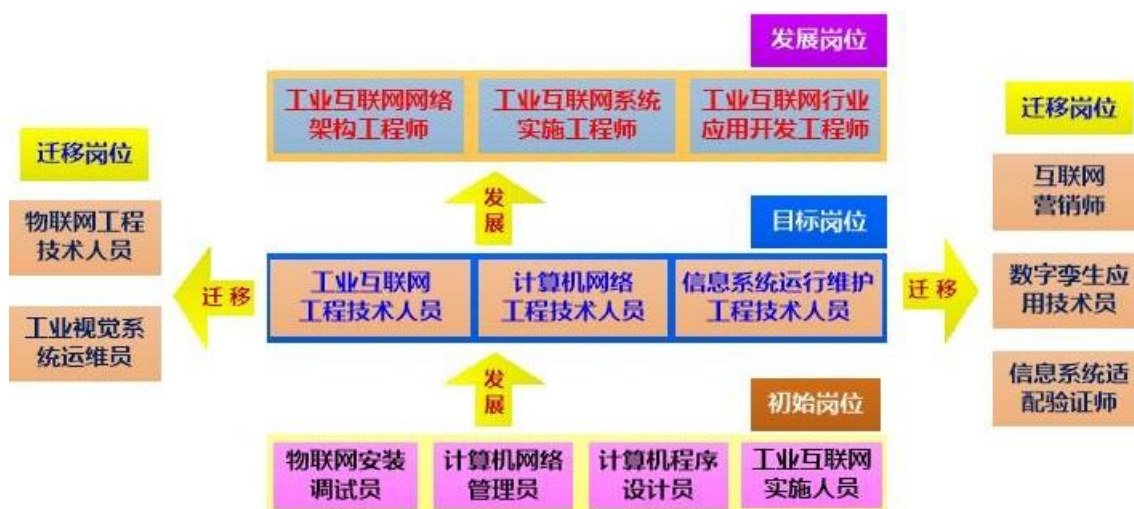 发展岗位
工业互联网网络
架构工程师
工业互联网系统
实施工程师
工业互联网行业
应用开发工程师
迁移岗位
物联网工程
技术人员
工业视觉系
统运维员
迁移
发展
目标岗位
工业互联网
工程技术人员
计算机网络
工程技术人员
信息系统运行维护
工程技术人员
迁移
迁移岗位
互联网
营销师
数字孪生应
用技术员
信息系统适
配验证师
发展
初始岗位
物联网安装
调试员
计算机网络
管理员
计算机程序
设计员
工业互联网
实施人员